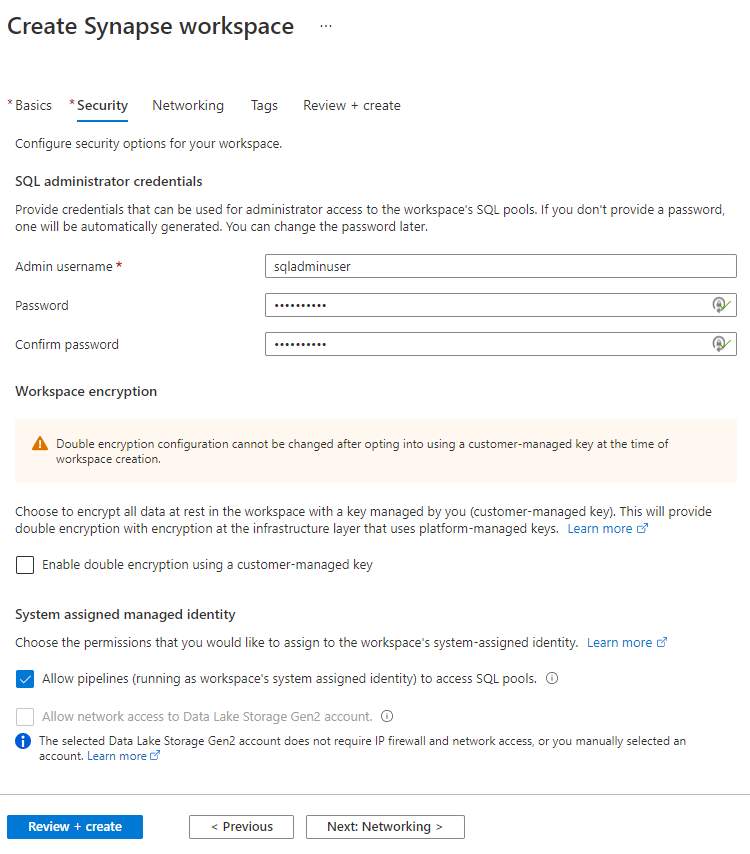 Create Synapse workspace ...
* Basics * Security Networking Tags Review + create
Configure security options for your workspace.
SQL administrator credentials
Provide credentials that can be used for administrator access to the workspace's SQL pools. If you don't provide a password,
one will be automatically generated. You can change the password later.
Admin username * sqladminuser
Password ••••••••••
Confirm password ••••••••••
Workspace encryption
Double encryption configuration cannot be changed after opting into using a customer-managed key at the time of
workspace creation.
Choose to encrypt all data at rest in the workspace with a key managed by you (customer-managed key). This will provide
double encryption with encryption at the infrastructure layer that uses platform-managed keys. Learn more
Enable double encryption using a customer-managed key
System assigned managed identity
Choose the permissions that you would like to assign to the workspace's system-assigned identity. Learn more
Allow pipelines (running as workspace's system assigned identity) to access SQL pools.
Allow network access to Data Lake Storage Gen2 account.
The selected Data Lake Storage Gen2 account does not require IP firewall and network access, or you manually selected an
account. Learn more
Review + create < Previous Next: Networking >